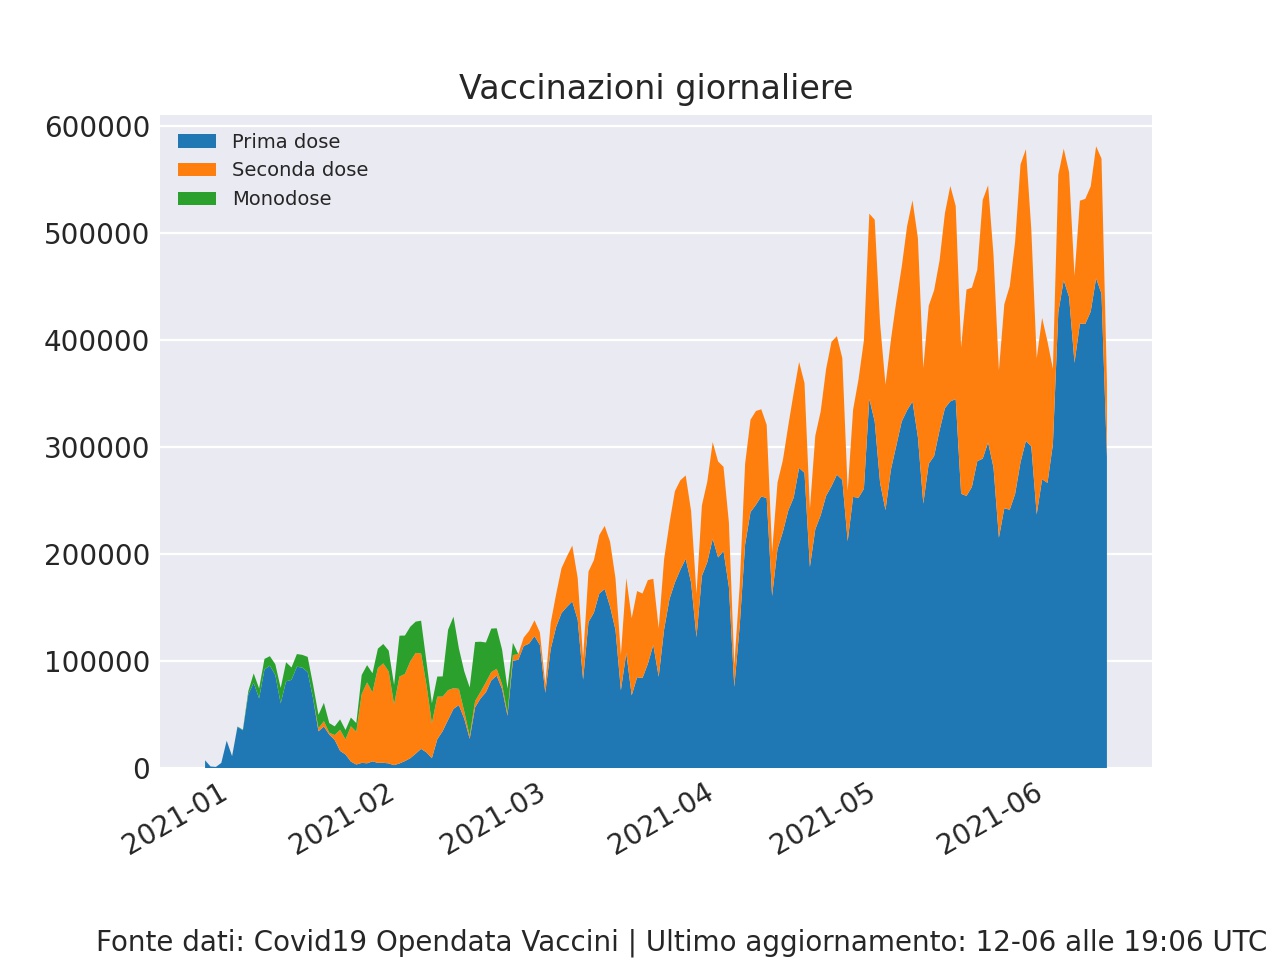 Vaccinazioni giornaliere
600000
500000
400000
300000
200000
100000
0
Prima dose
Seconda dose
Monodose
2021-01
2021-02
2021-03
2021-04
2021-05
2021-06
Fonte dati: Covid19 Opendata Vaccini | Ultimo aggiornamento: 12-06 alle 19:06 UTC